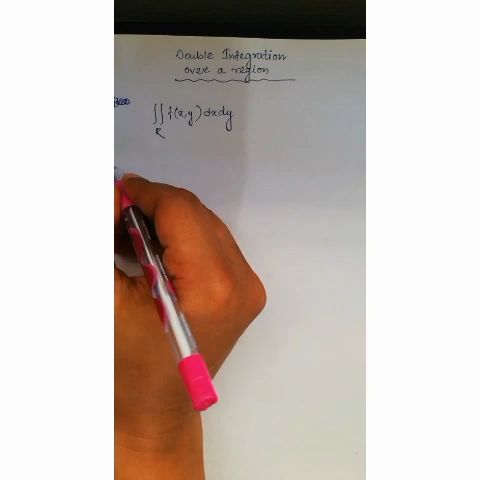 Double Integration
over a region
∬ f(x,y) dxdy
R